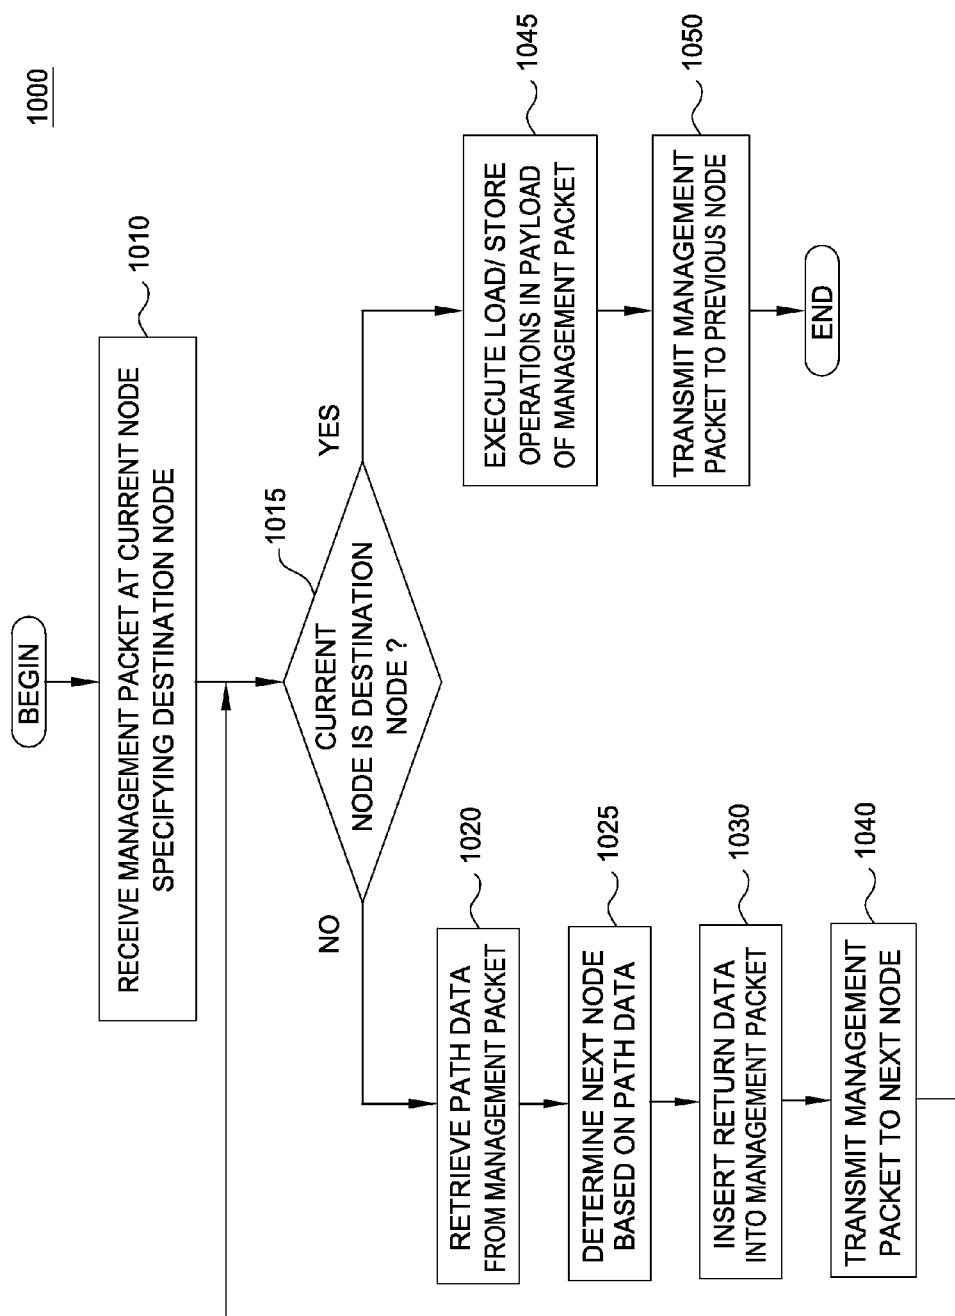 1000
BEGIN
RECEIVE MANAGEMENT PACKET AT CURRENT NODE
SPECIFYING DESTINATION NODE
1010
CURRENT
NODE IS DESTINATION
NODE ?
1015
NO
YES
RETRIEVE PATH DATA
FROM MANAGEMENT PACKET
1020
DETERMINE NEXT NODE
BASED ON PATH DATA
1025
INSERT RETURN DATA
INTO MANAGEMENT PACKET
1030
TRANSMIT MANAGEMENT
PACKET TO NEXT NODE
1040
EXECUTE LOAD/ STORE
OPERATIONS IN PAYLOAD
OF MANAGEMENT PACKET
1045
TRANSMIT MANAGEMENT
PACKET TO PREVIOUS NODE
1050
END